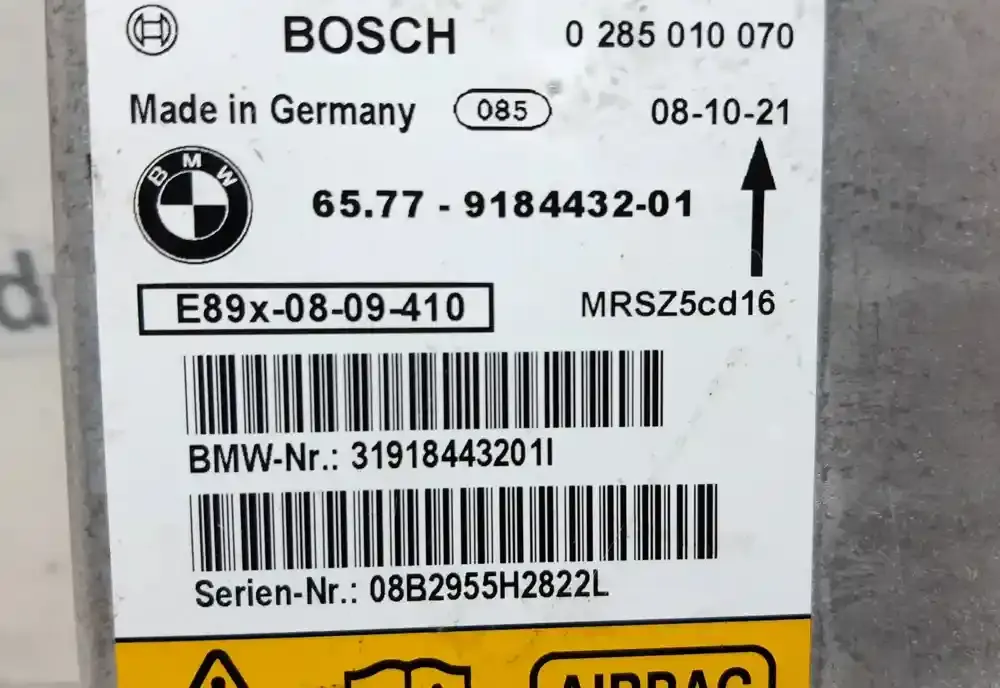 BOSCH 0 285 010 070
Made in Germany 085 08-10-21
BMW
65.77 - 9184432-01
E89x-08-09-410 MRSZ5cd16
BMW-Nr.: 31918443201I
Serien-Nr.: 08B2955H2822L
AIRBAG